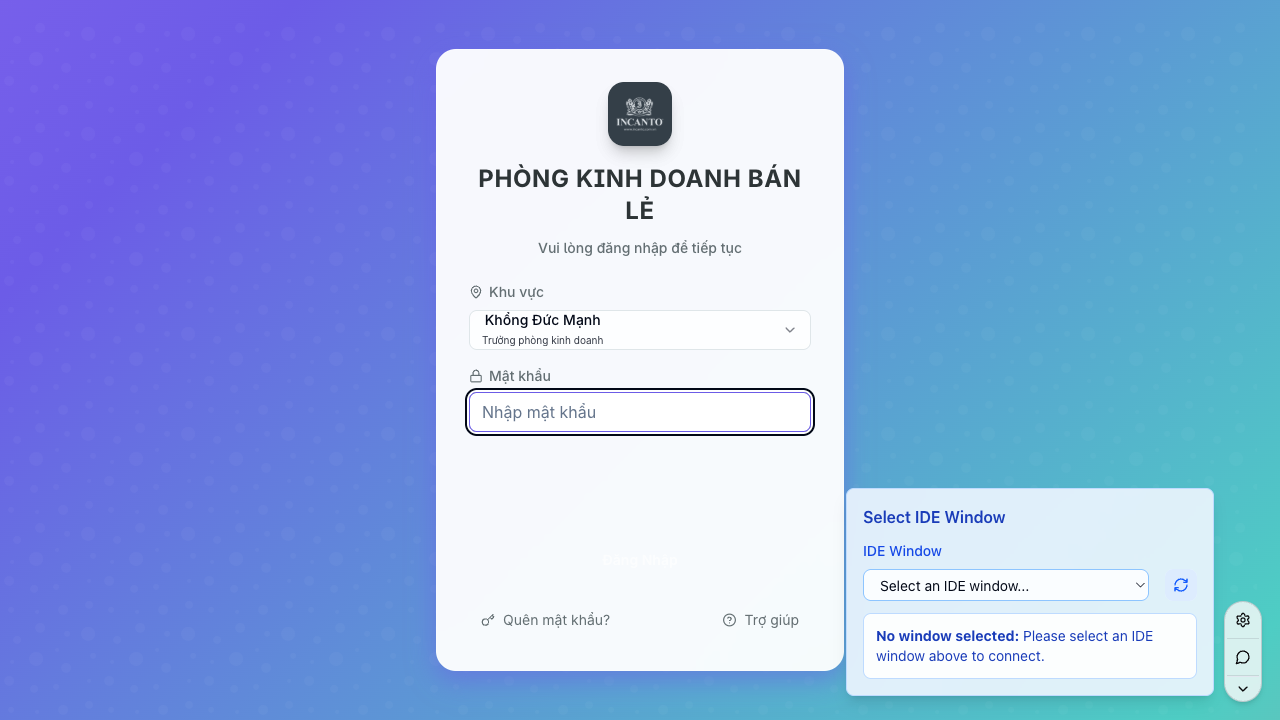 INCANTO
PHÒNG KINH DOANH BÁN
LẺ
Vui lòng đăng nhập để tiếp tục
Khu vực
Khổng Đức Mạnh
Trưởng phòng kinh doanh
Mật khẩu
Nhập mật khẩu
Đăng Nhập
Quên mật khẩu?
Trợ giúp
Select IDE Window
IDE Window
Select an IDE window...
No window selected: Please select an IDE
window above to connect.